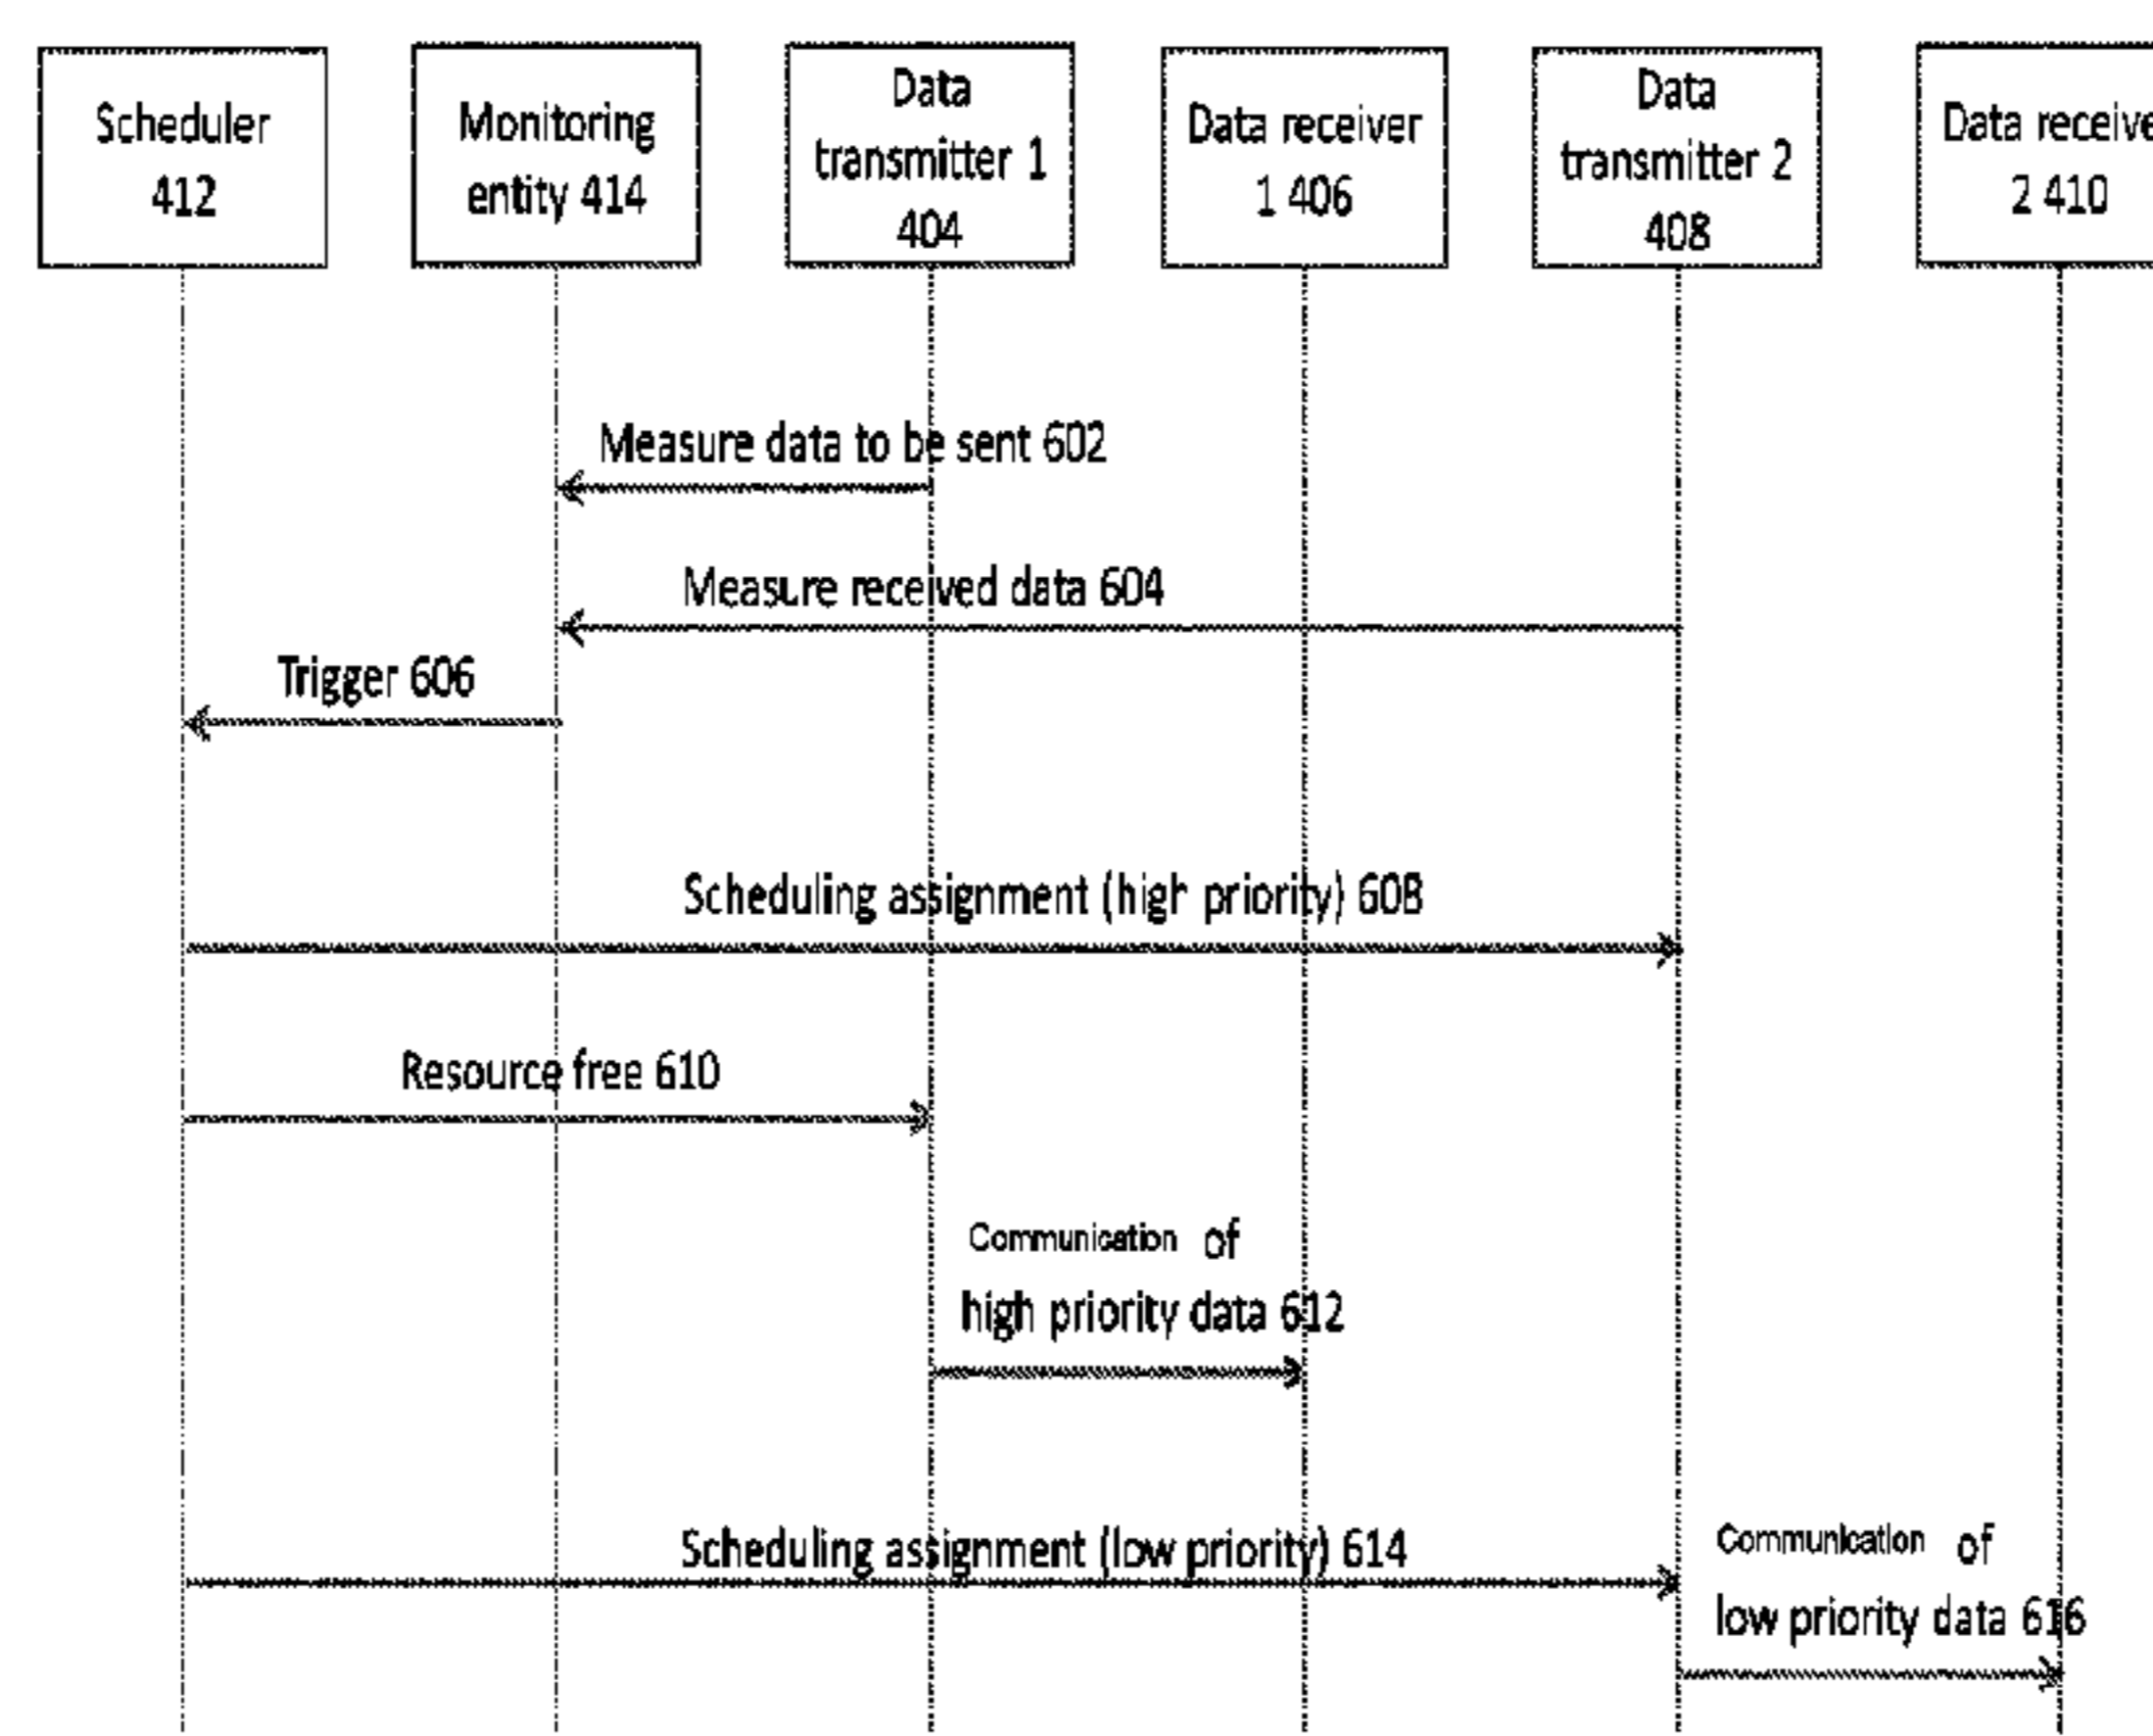 Scheduler
412
Monitoring
entity 414
Data
transmitter 1
404
Data receiver
1 406
Data
transmitter 2
408
Data receive
2 410
Measure data to be sent 602
Measure received data 604
Trigger 606
Scheduling assignment (high priority) 608
Resource free 610
Communication of
high priority data 612
Scheduling assignment (low priority) 614
Communication of
low priority data 616